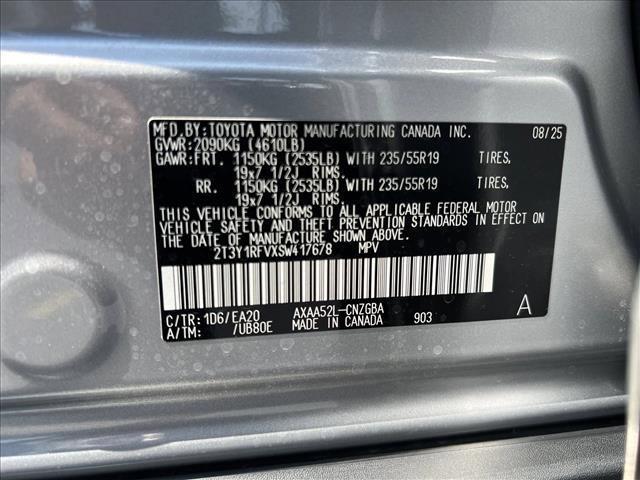 MFD.BY:TOYOTA MOTOR MANUFACTURING CANADA INC. 08/25
GVWR:2090KG (4610LB)
GAWR:FRT. 1150KG (2535LB) WITH 235/55R19 TIRES,
19x7 1/2J RIMS.
RR. 1150KG (2535LB) WITH 235/55R19 TIRES,
19x7 1/2J RIMS.
THIS VEHICLE CONFORMS TO ALL APPLICABLE FEDERAL MOTOR
VEHICLE SAFETY AND THEFT PREVENTION STANDARDS IN EFFECT ON
THE DATE OF MANUFACTURE SHOWN ABOVE.
2T3Y1RFVXSW417678 MPV
C/TR: 1D6/EA20 AXAA52L-CNZGBA A
A/TM: /UB80E MADE IN CANADA 903